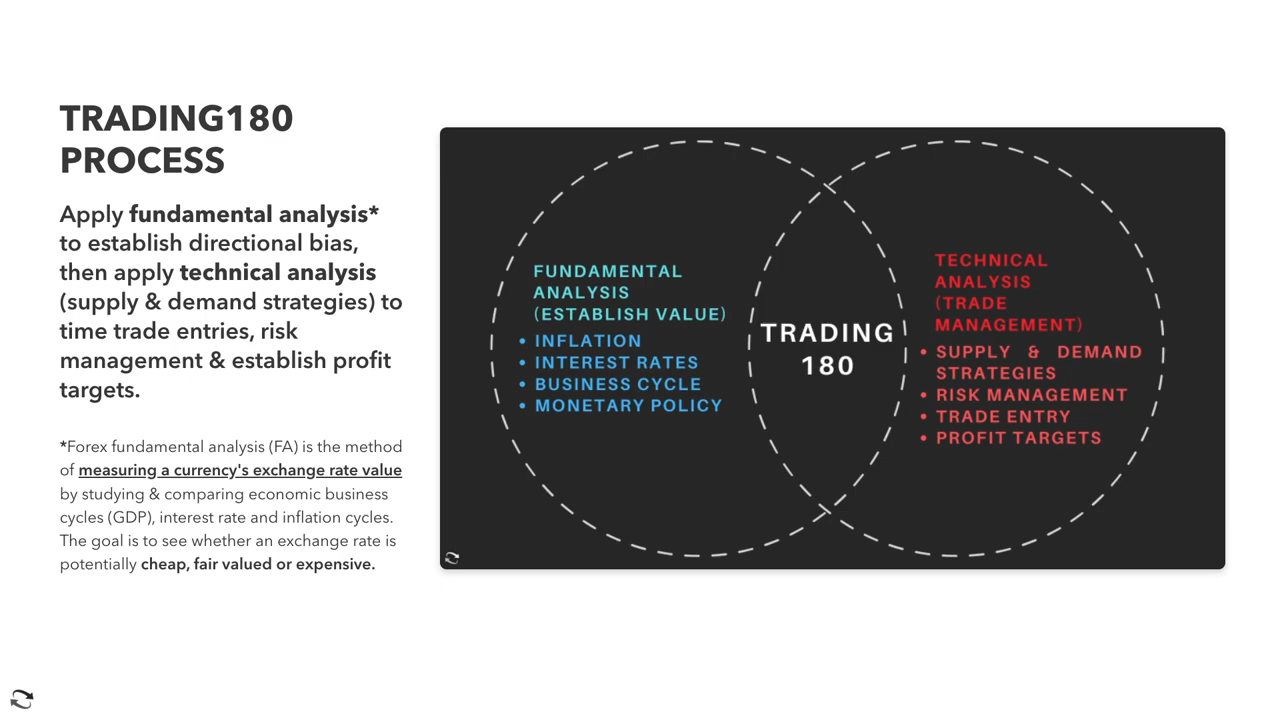 TRADING180
PROCESS
Apply fundamental analysis*
to establish directional bias,
then apply technical analysis
(supply & demand strategies) to
time trade entries, risk
management & establish profit
targets.
*Forex fundamental analysis (FA) is the method
of measuring a currency's exchange rate value
by studying & comparing economic business
cycles (GDP), interest rate and inflation cycles.
The goal is to see whether an exchange rate is
potentially cheap, fair valued or expensive.
FUNDAMENTAL
ANALYSIS
(ESTABLISH VALUE)
• INFLATION
• INTEREST RATES
• BUSINESS CYCLE
• MONETARY POLICY
TRADING
180
TECHNICAL
ANALYSIS
(TRADE
MANAGEMENT)
• SUPPLY & DEMAND
STRATEGIES
• RISK MANAGEMENT
• TRADE ENTRY
• PROFIT TARGETS